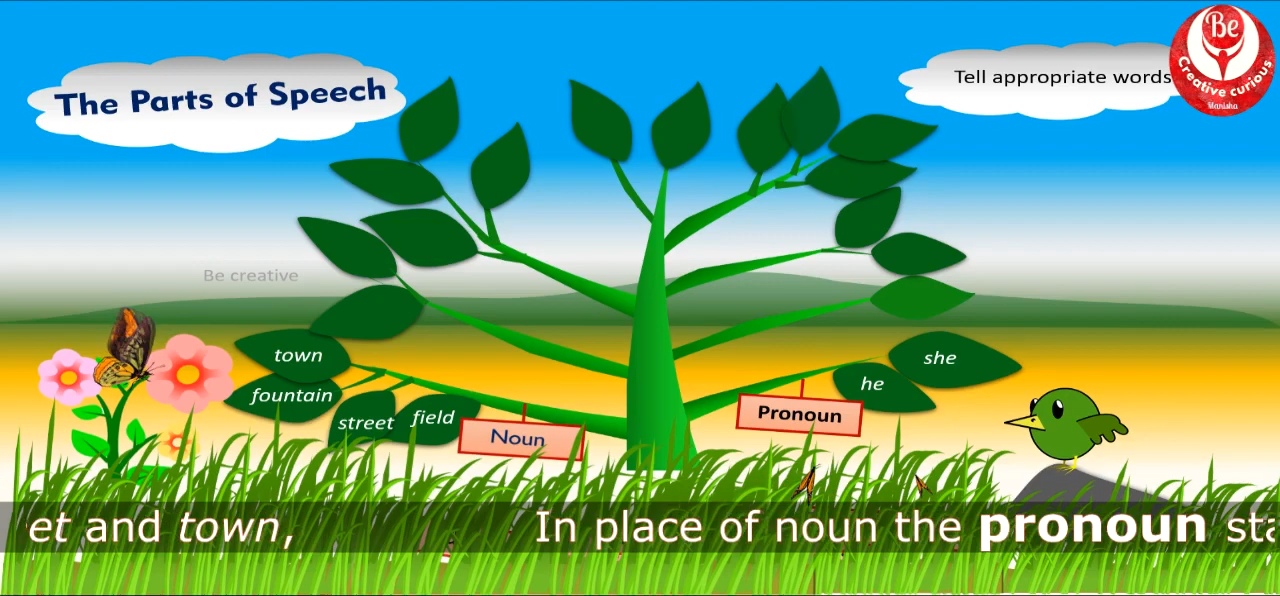 The Parts of Speech
Tell appropriate words
Be
Creative curious
Manisha
Be creative
town
fountain
street
field
Noun
Pronoun
he
she
et and town,
In place of noun the pronoun sta